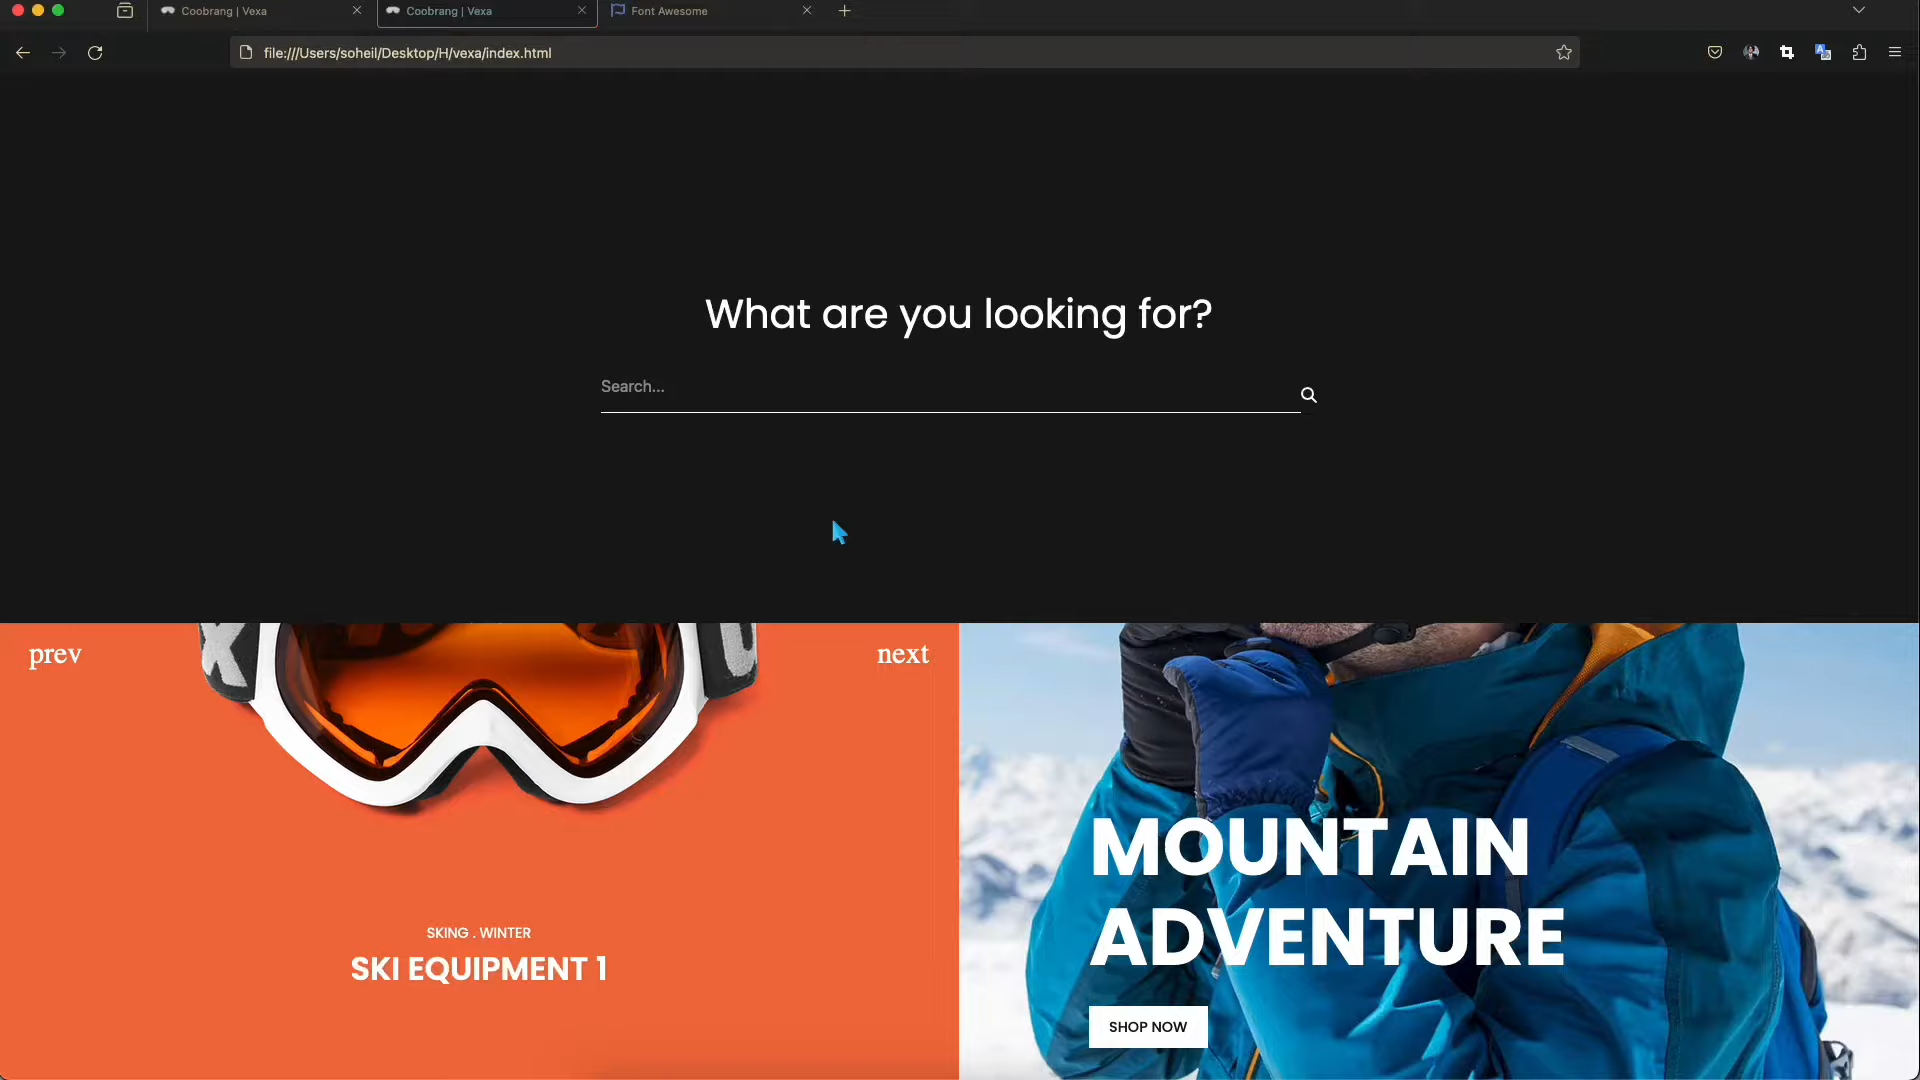 Coobrang | Vexa
Coobrang | Vexa
Font Awesome
file:///Users/soheil/Desktop/H/vexa/index.html
What are you looking for?
Search...
prev
next
SKING . WINTER
SKI EQUIPMENT 1
MOUNTAIN
ADVENTURE
SHOP NOW